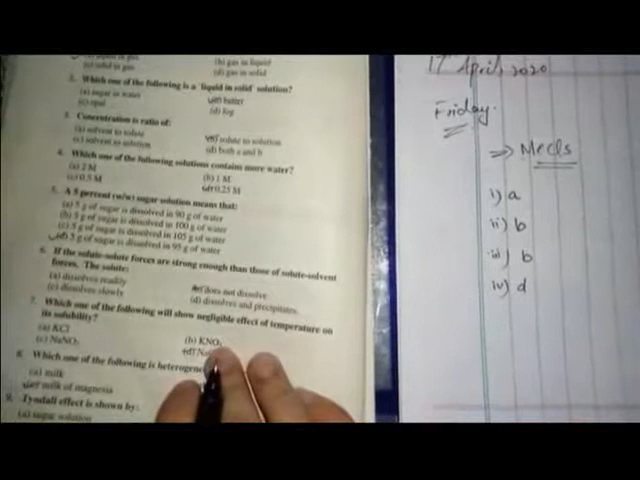 (b) gas in liquid
(d) gas in solid
2. Which one of the following is a 'liquid in solid' solution?
(a) sugar in water
(b) butter
(c) opal
(d) fog
3. Concentration is ratio of:
(a) solvent to solute
(b) solute to solution
(c) solvent to solution
(d) both a and b
4. Which one of the following solutions contains more water?
(a) 2 M
(b) 1 M
(c) 0.5 M
(d) 0.25 M
5. A 5 percent (w/w) sugar solution means that:
(a) 5 g of sugar is dissolved in 90 g of water
(b) 5 g of sugar is dissolved in 100 g of water
(c) 5 g of sugar is dissolved in 105 g of water
(d) 5 g of sugar is dissolved in 95 g of water
6. If the solute-solute forces are strong enough than those of solute-solvent
forces. The solute:
(a) dissolves readily
(b) does not dissolve
(c) dissolves slowly
(d) dissolves and precipitates.
7. Which one of the following will show negligible effect of temperature on
its solubility?
(a) KCl
(b) KNO₃
(c) NaNO₃
(d)
8. Which one of the following is
(a) milk
milk of magnesia
9. Tyndall effect is shown by:
(a) sugar solution
17th April, 2020
Friday.
=> Mcqs
i) a
ii) b
iii) b
iv) d